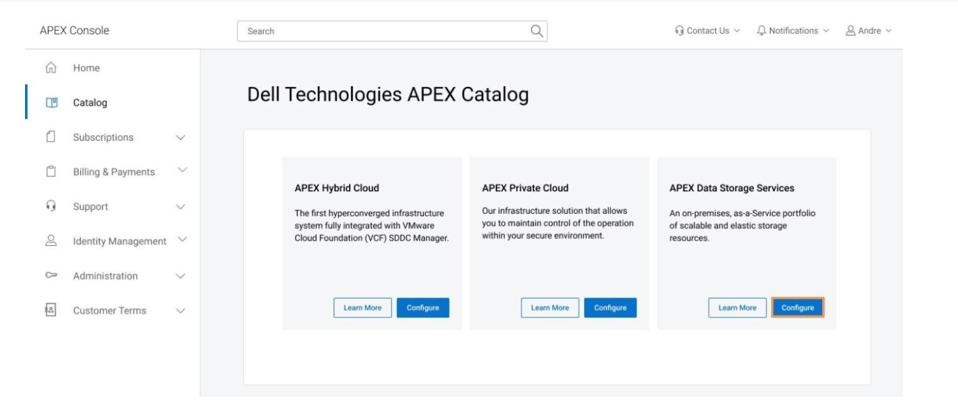 APEX Console
Search
Contact Us
Notifications
Andre
Home
Catalog
Subscriptions
Billing & Payments
Support
Identity Management
Administration
Customer Terms
Dell Technologies APEX Catalog
APEX Hybrid Cloud
The first hyperconverged infrastructure
system fully integrated with VMware
Cloud Foundation (VCF) SDDC Manager.
Learn More
Configure
APEX Private Cloud
Our infrastructure solution that allows
you to maintain control of the operation
within your secure environment.
Learn More
Configure
APEX Data Storage Services
An on-premises, as-a-Service portfolio
of scalable and elastic storage
resources.
Learn More
Configure